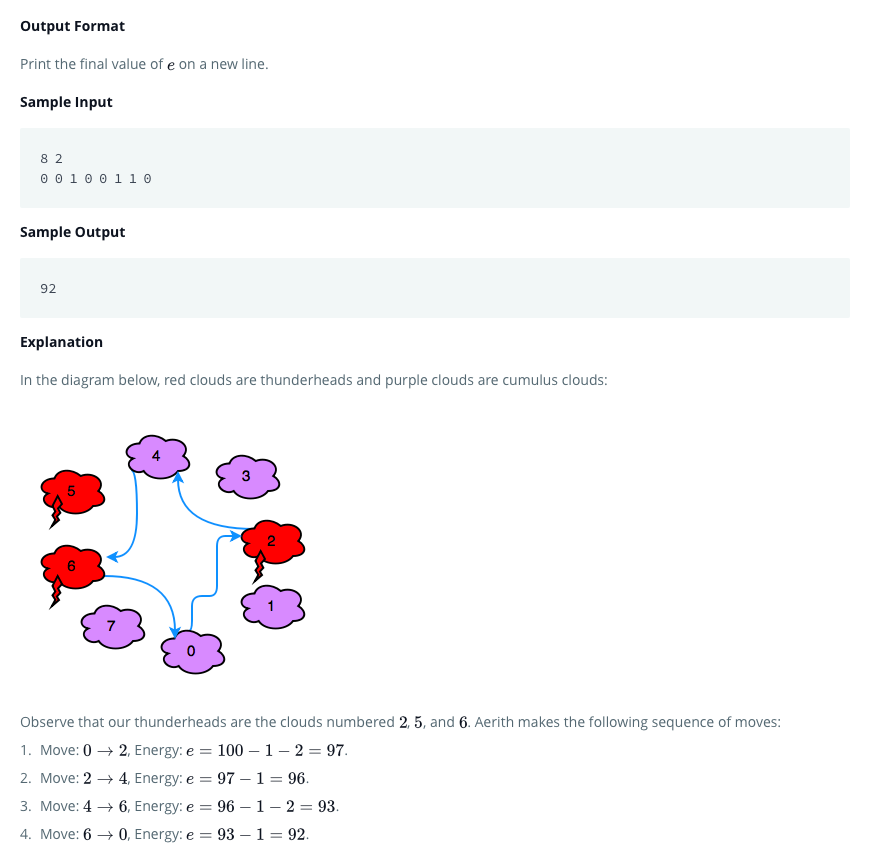 Output Format
Print the final value of e on a new line.
Sample Input
8 2
0 0 1 0 0 1 1 0
Sample Output
92
Explanation
In the diagram below, red clouds are thunderheads and purple clouds are cumulus clouds:
4
3
5
2
6
1
7
0
Observe that our thunderheads are the clouds numbered 2, 5, and 6. Aerith makes the following sequence of moves:
1. Move: 0 → 2, Energy: e = 100 − 1 − 2 = 97.
2. Move: 2 → 4, Energy: e = 97 − 1 = 96.
3. Move: 4 → 6, Energy: e = 96 − 1 − 2 = 93.
4. Move: 6 → 0, Energy: e = 93 − 1 = 92.